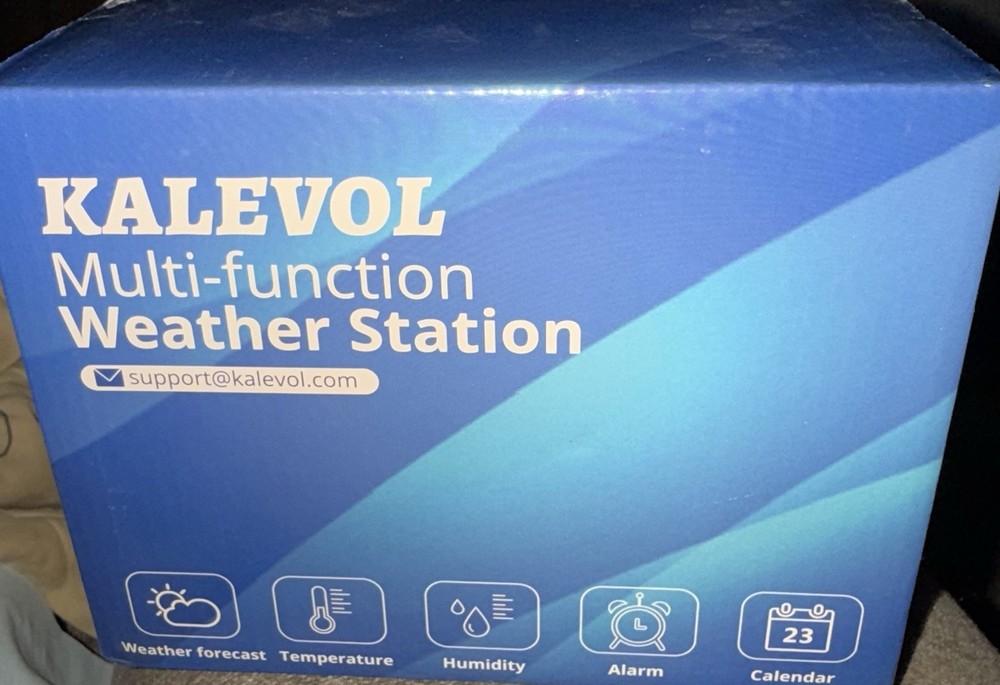 KALEVOL
Multi-function
Weather Station
support@kalevol.com
23
Weather forecast
Temperature
Humidity
Alarm
Calendar